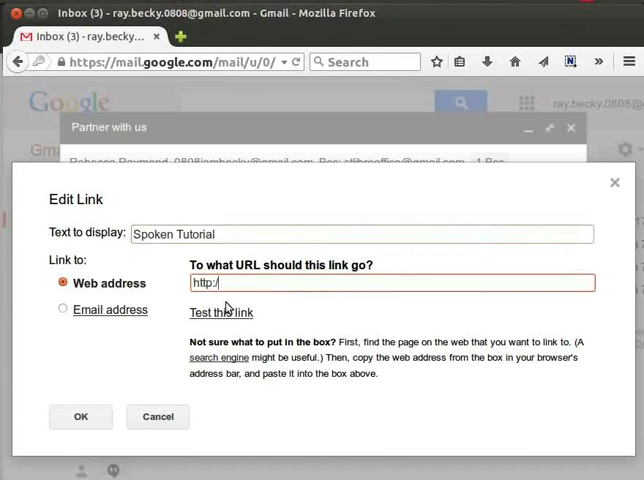 Inbox (3) - ray.becky.0808@gmail.com - Gmail - Mozilla Firefox
Inbox (3) - ray.becky...
https://mail.google.com/mail/u/0/
Search
Google
ray.becky.0808@
Partner with us
Edit Link
Text to display: Spoken Tutorial
Link to:
To what URL should this link go?
Web address
http:/
Email address
Test this link
Not sure what to put in the box? First, find the page on the web that you want to link to. (A
search engine might be useful.) Then, copy the web address from the box in your browser's
address bar, and paste it into the box above.
OK
Cancel